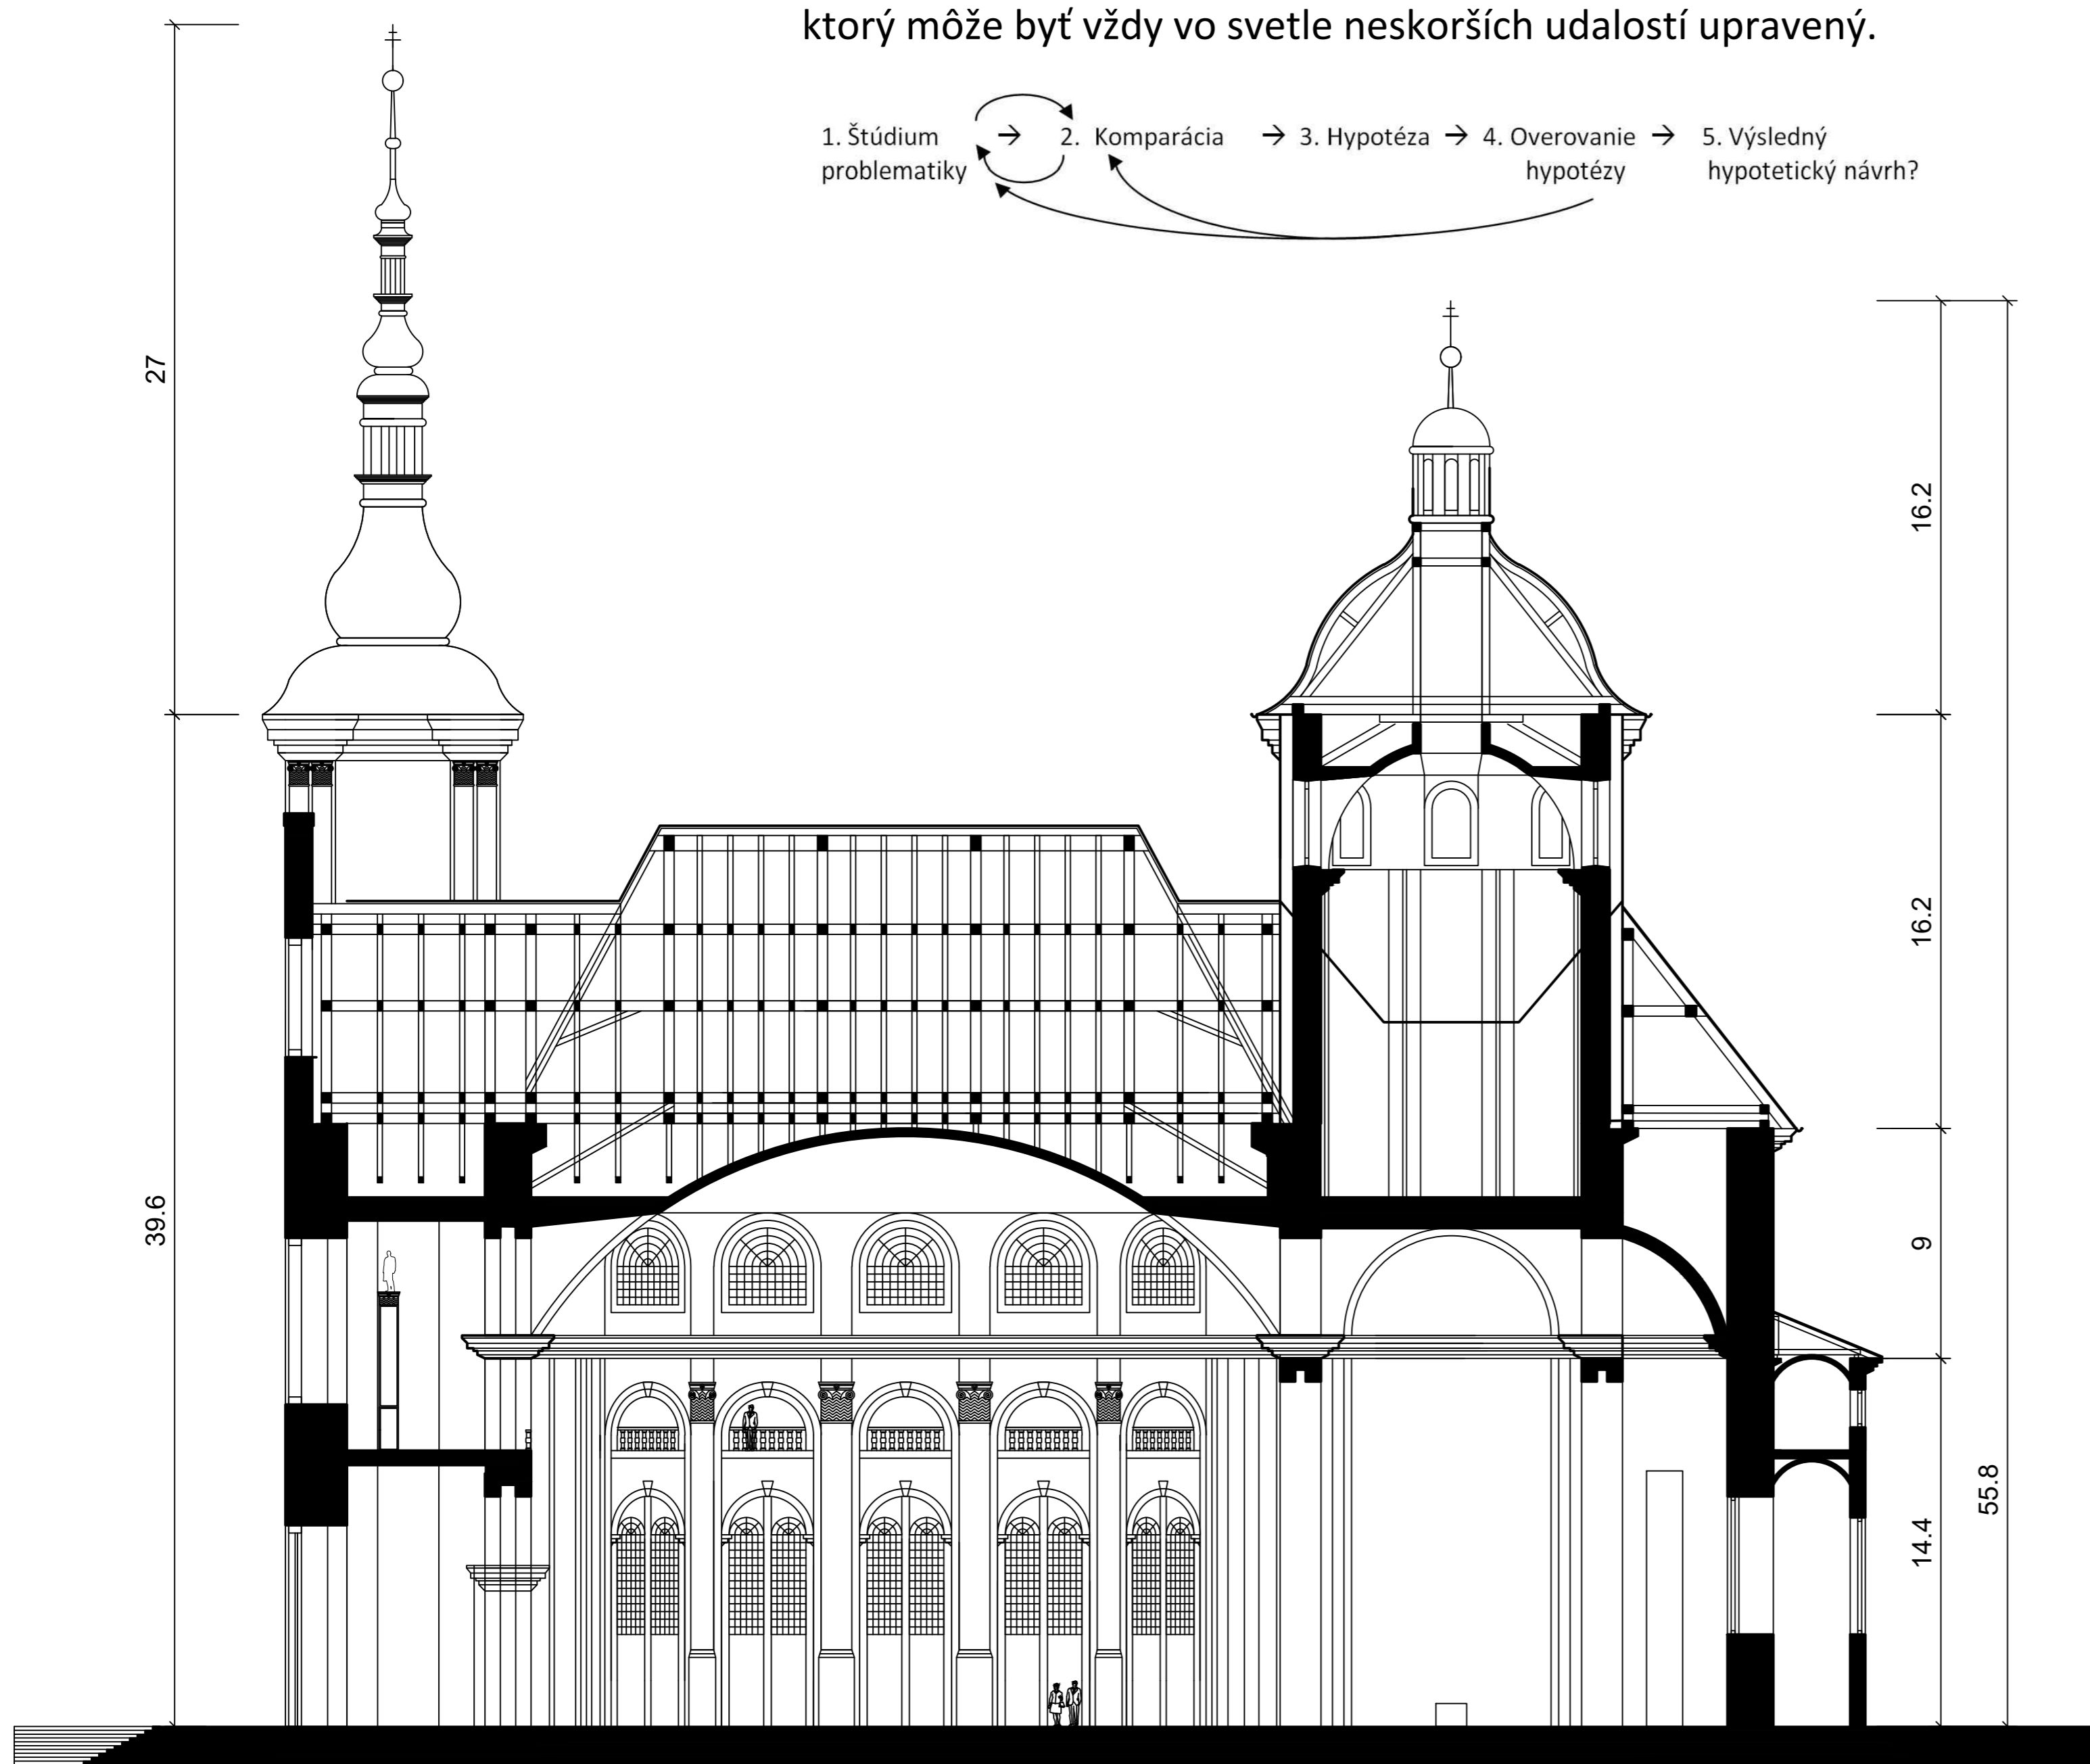 ktorý môže byť vždy vo svetle neskorších udalostí upravený.
1. Štúdium → 2. Komparácia → 3. Hypotéza → 4. Overovanie → 5. Výsledný
problematiky hypotézy hypotetický návrh?
27
39.6
16.2
16.2
9
14.4
55.8